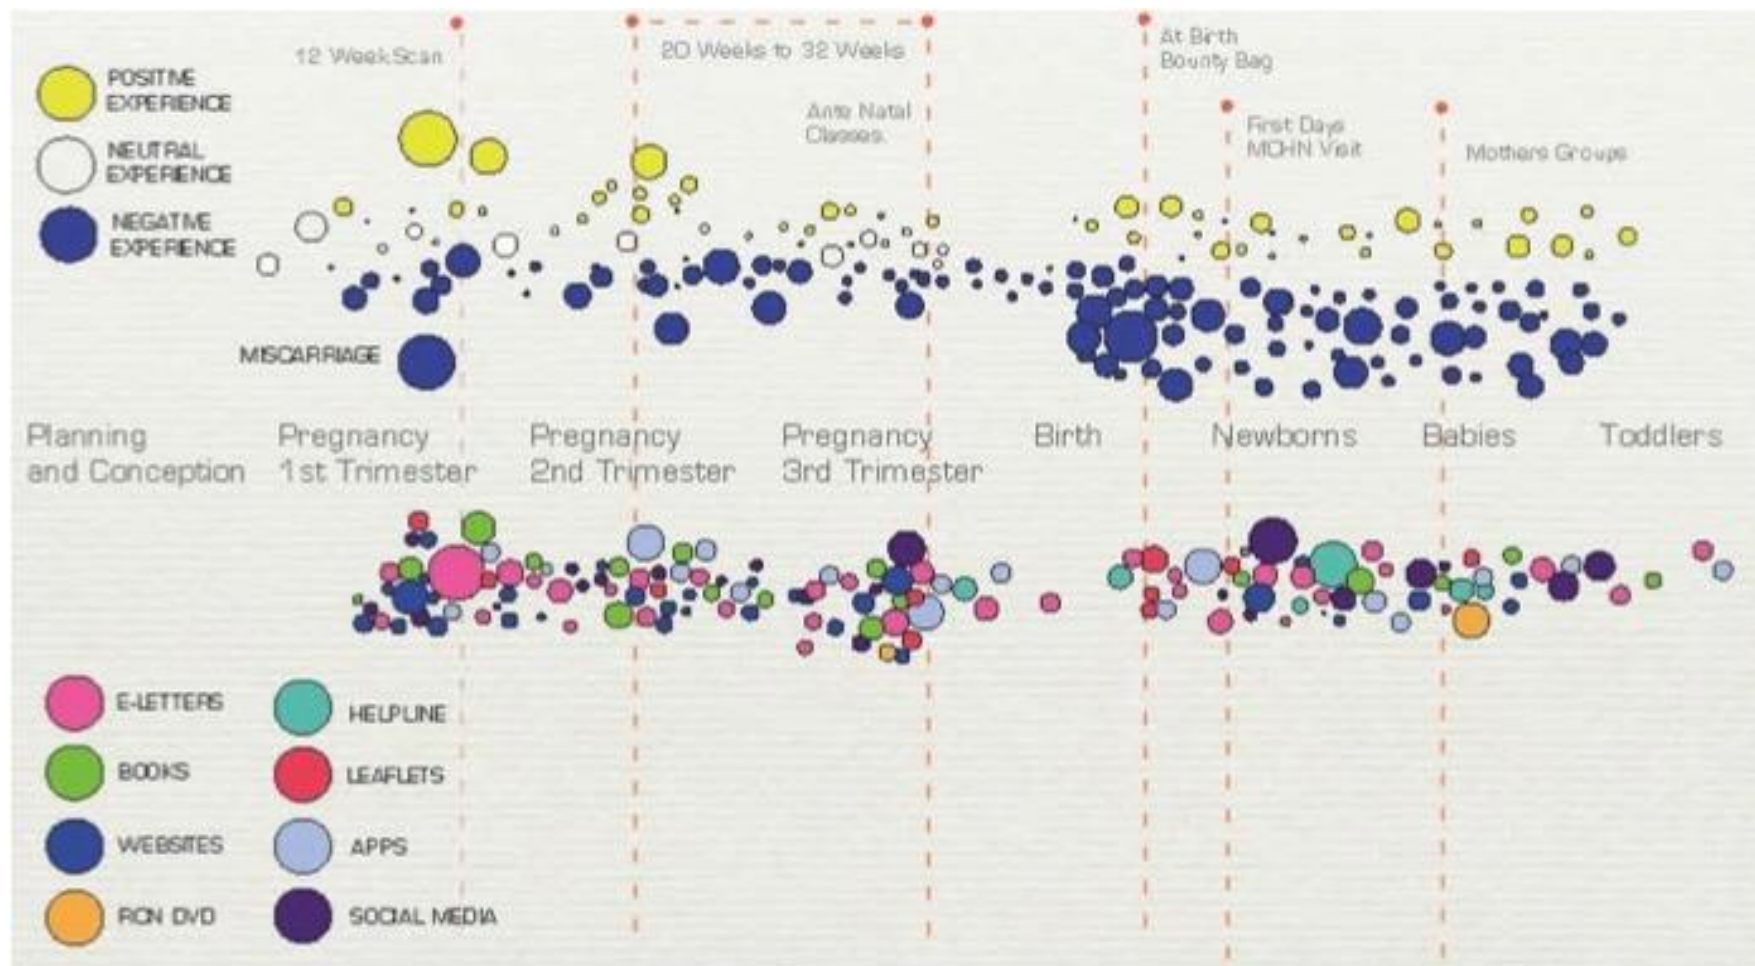 12 Week Scan
20 Weeks to 32 Weeks
At Birth
Bounty Bag
POSITIVE
EXPERIENCE
NEUTRAL
EXPERIENCE
NEGATIVE
EXPERIENCE
Ante Natal
Classes.
First Days
MCHN Visit
Mothers Groups
MISCARRIAGE
Planning
and Conception
Pregnancy
1st Trimester
Pregnancy
2nd Trimester
Pregnancy
3rd Trimester
Birth
Newborns
Babies
Toddlers
E-LETTERS
BOOKS
WEBSITES
RCN DVD
HELPLINE
LEAFLETS
APPS
SOCIAL MEDIA